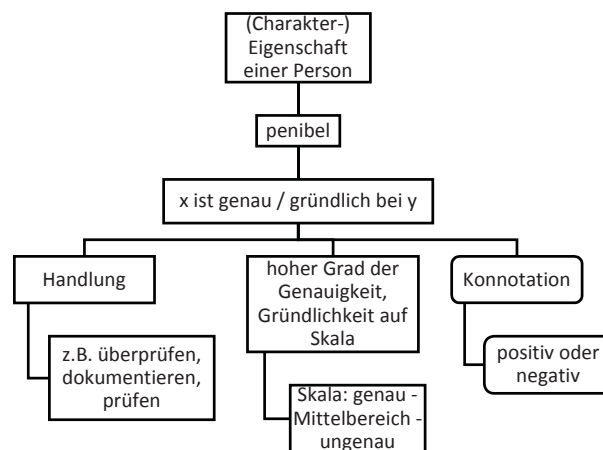 (Charakter-)
Eigenschaft
einer Person
penibel
x ist genau / gründlich bei y
Handlung
z.B. überprüfen,
dokumentieren,
prüfen
hoher Grad der
Genauigkeit,
Gründlichkeit auf
Skala
Skala: genau -
Mittelbereich -
ungenau
Konnotation
positiv oder
negativ